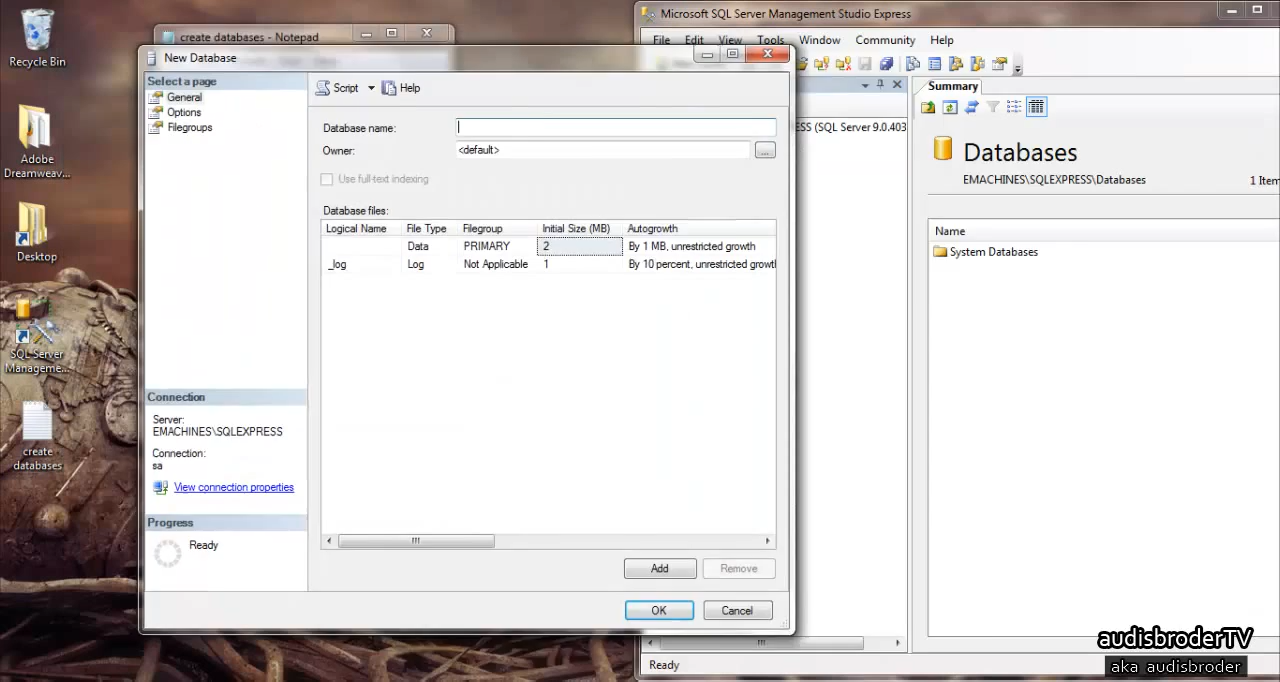 Recycle Bin
Adobe
Dreamweav...
Desktop
SQL Server
Manageme...
create
databases
create databases - Notepad
New Database
Select a page
General
Options
Filegroups
Script
Help
Database name:
Owner:
<default>
...
Use full-text indexing
Database files:
Logical Name File Type Filegroup Initial Size (MB) Autogrowth
Data PRIMARY 2 By 1 MB, unrestricted growth
_log Log Not Applicable 1 By 10 percent, unrestricted growth
Connection
Server:
EMACHINES\SQLEXPRESS
Connection:
sa
View connection properties
Progress
Ready
Add
Remove
OK
Cancel
Microsoft SQL Server Management Studio Express
File Edit View Tools Window Community Help
ESS (SQL Server 9.0.403
Summary
Databases
EMACHINES\SQLEXPRESS\Databases
1 Item
Name
System Databases
Ready
audisbroderTV
aka audisbroder